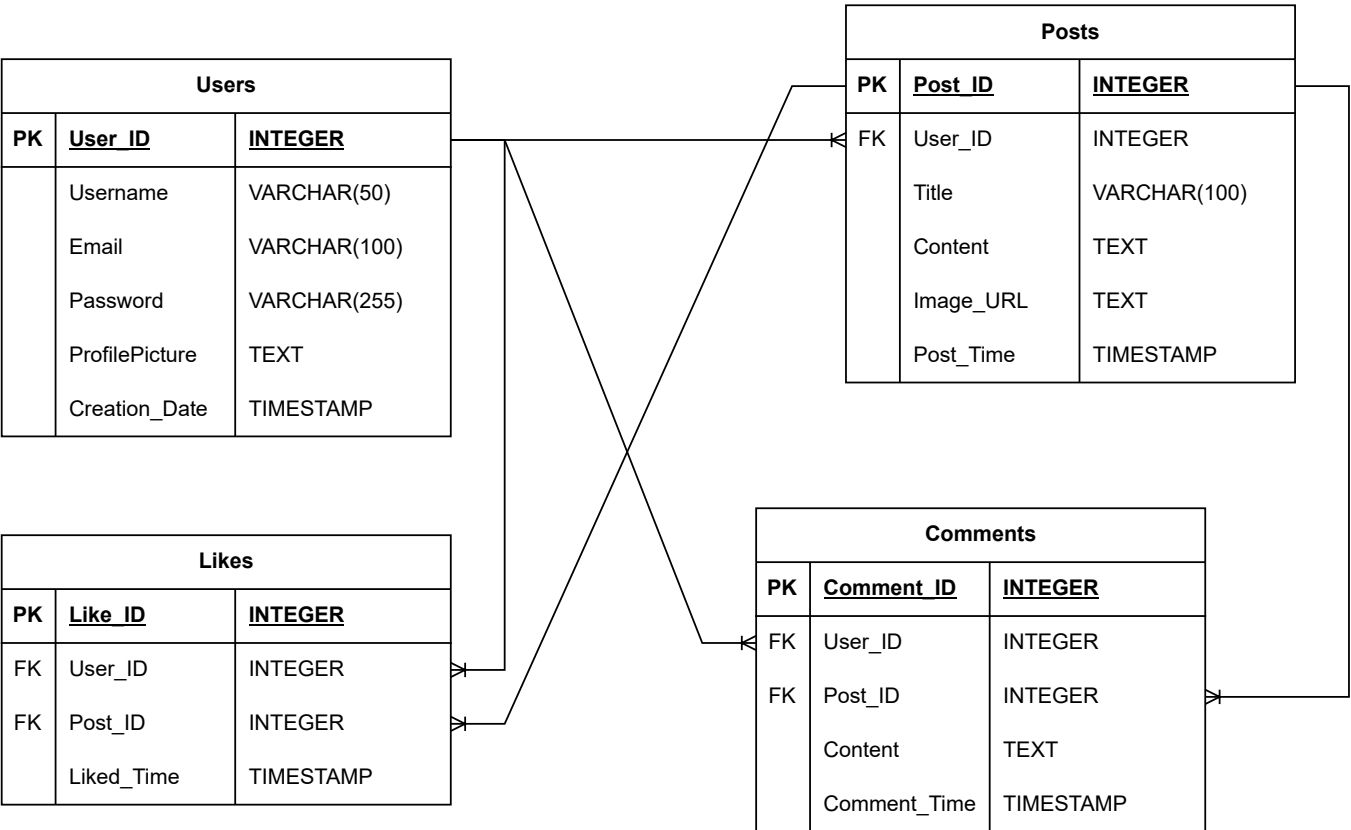 Users
PK User_ID INTEGER
Username VARCHAR(50)
Email VARCHAR(100)
Password VARCHAR(255)
ProfilePicture TEXT
Creation_Date TIMESTAMP
Posts
PK Post_ID INTEGER
FK User_ID INTEGER
Title VARCHAR(100)
Content TEXT
Image_URL TEXT
Post_Time TIMESTAMP
Likes
PK Like_ID INTEGER
FK User_ID INTEGER
FK Post_ID INTEGER
Liked_Time TIMESTAMP
Comments
PK Comment_ID INTEGER
FK User_ID INTEGER
FK Post_ID INTEGER
Content TEXT
Comment_Time TIMESTAMP